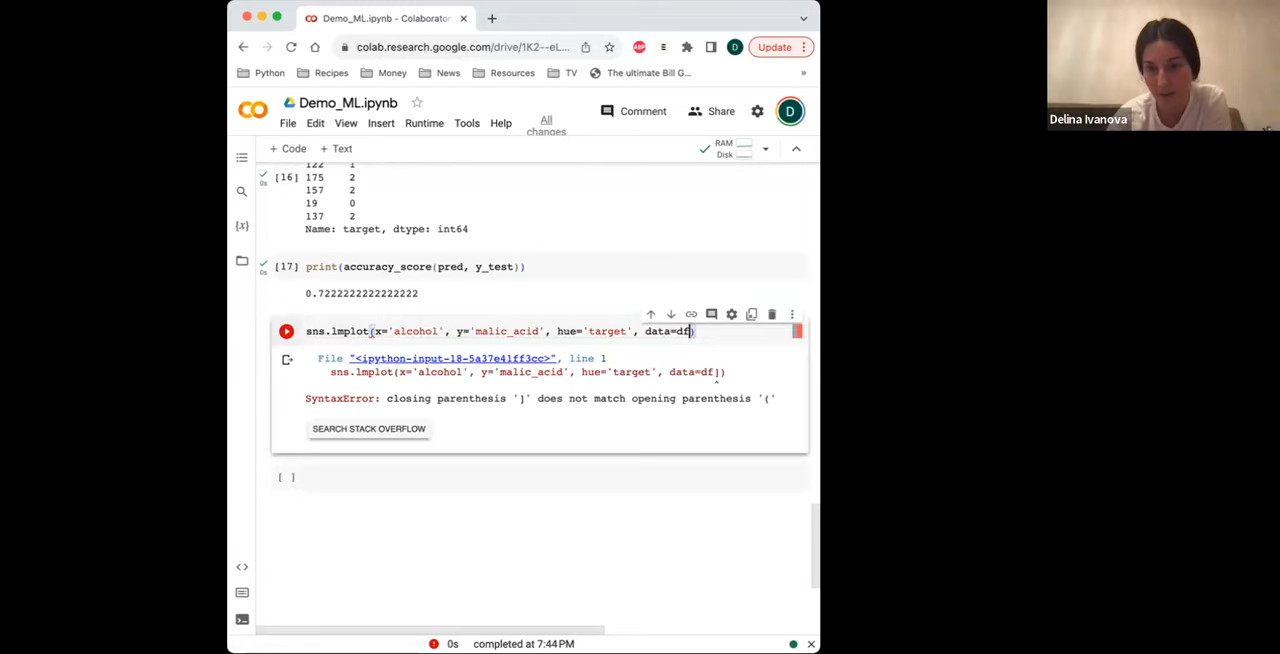 Demo_ML.ipynb - Colaborator
colab.research.google.com/drive/1K2--eL...
ABP
E
D
Update
Python
Recipes
Money
News
Resources
TV
The ultimate Bill G...
»
Demo_ML.ipynb
Comment
Share
D
File Edit View Insert Runtime Tools Help
All changes
+ Code + Text
RAM
Disk
122 1
[16] 175 2
0s
157 2
19 0
137 2
Name: target, dtype: int64
[17] print(accuracy_score(pred, y_test))
0s
0.7222222222222222
sns.lmplot(x='alcohol', y='malic_acid', hue='target', data=df)
File "<ipython-input-18-5a37e41ff3cc>", line 1
sns.lmplot(x='alcohol', y='malic_acid', hue='target', data=df])
^
SyntaxError: closing parenthesis ']' does not match opening parenthesis '('
SEARCH STACK OVERFLOW
[ ]
{x}
0s completed at 7:44 PM
Delina Ivanova